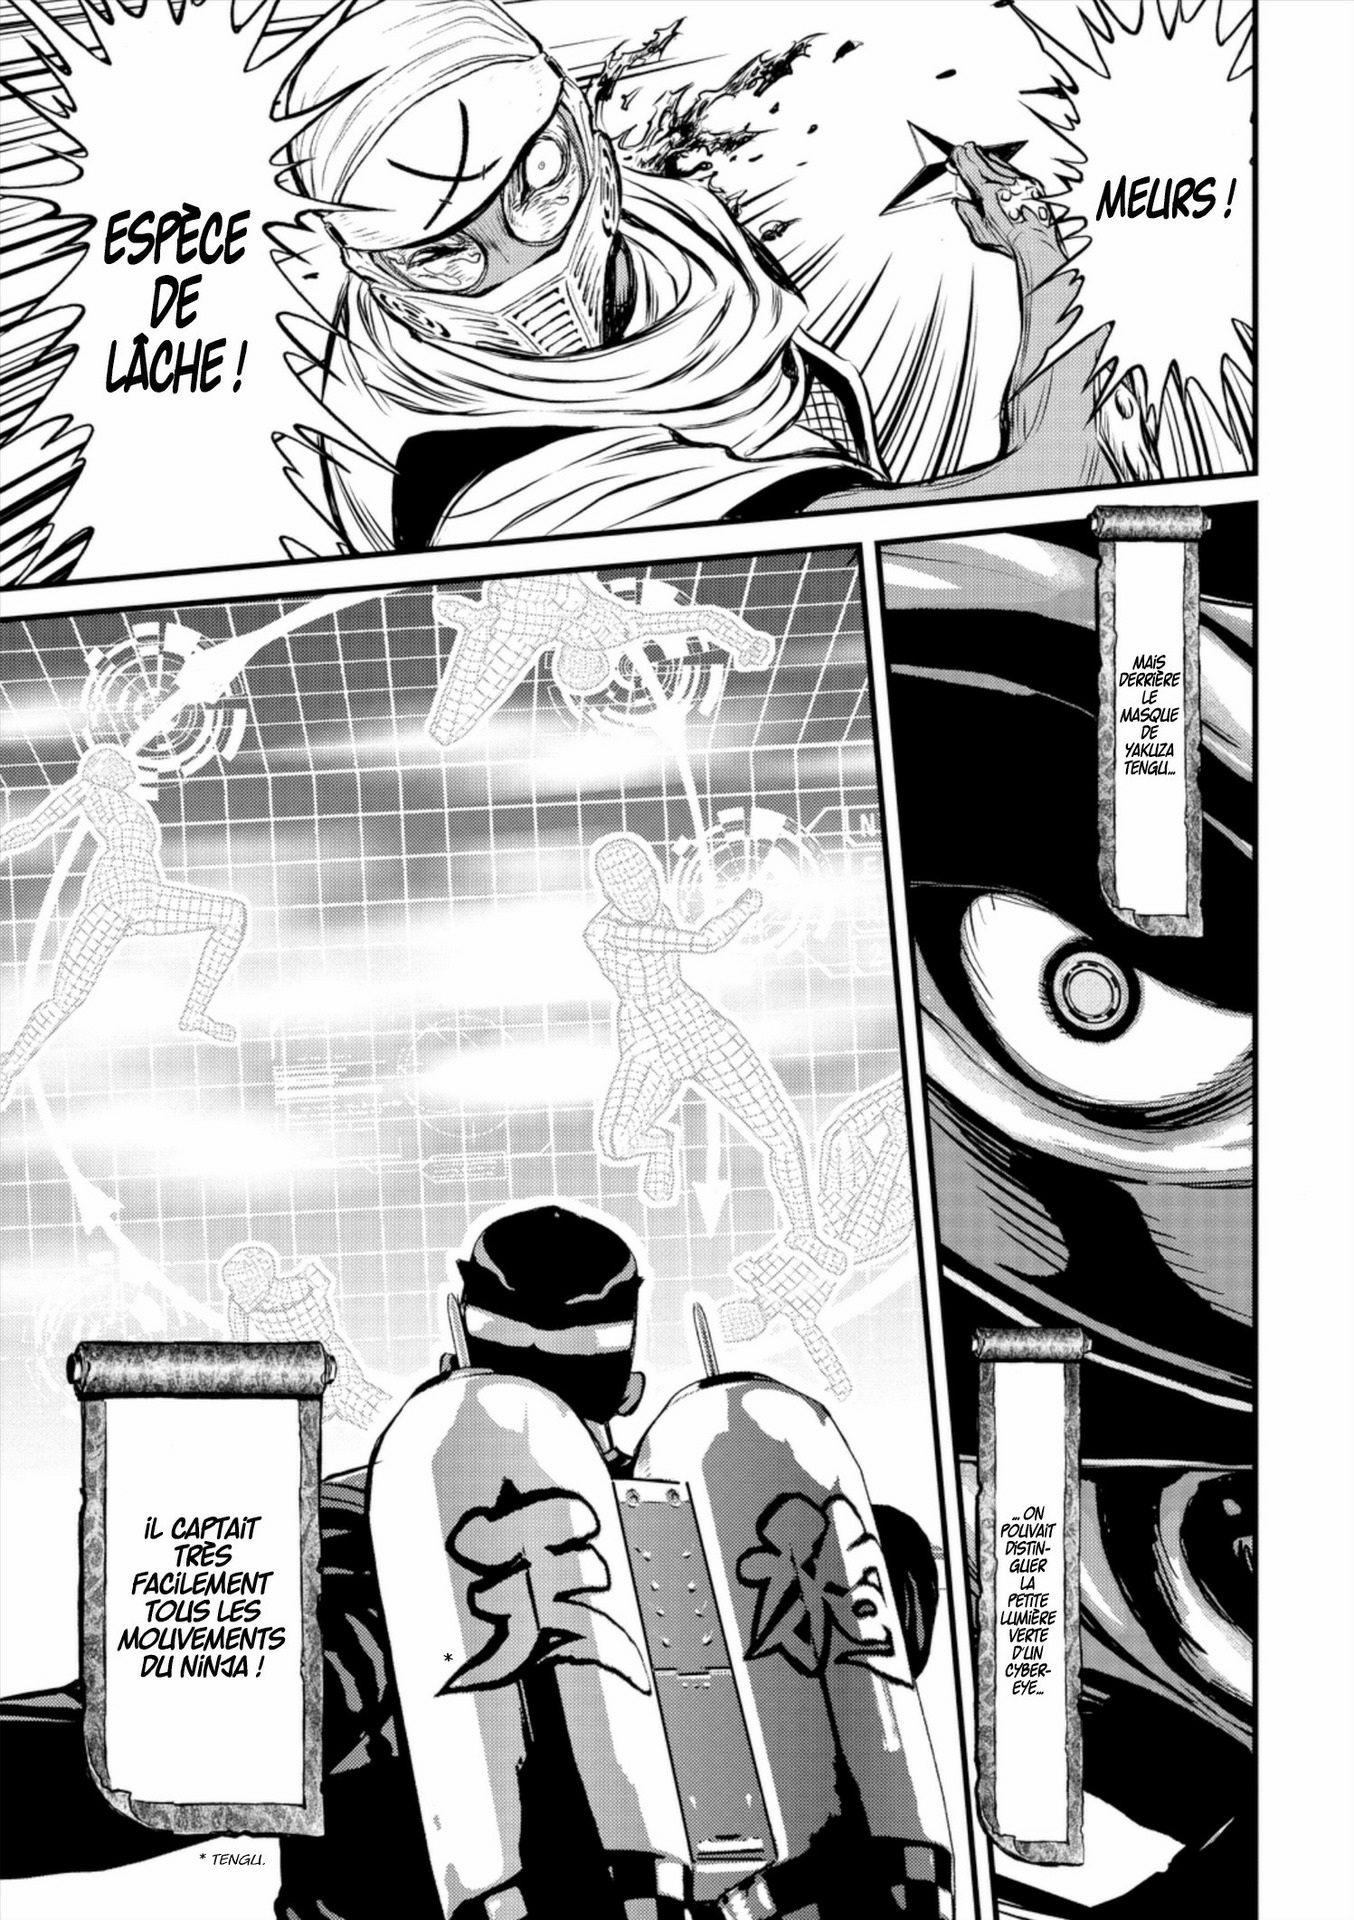 MEURS !
ESPÈCE
DE
LÂCHE !
MAIS
DERRIÈRE
LE
MASQUE
DE
YAKUZA
TENGU...
... ON
POUVAIT
DISTIN-
GUER
LA
PETITE
LUMIÈRE
VERTE
D'UN
CYBER-
EYE...
IL CAPTAIT
TRÈS
FACILEMENT
TOUS LES
MOUVEMENTS
DU NINJA !
*
* TENGU.